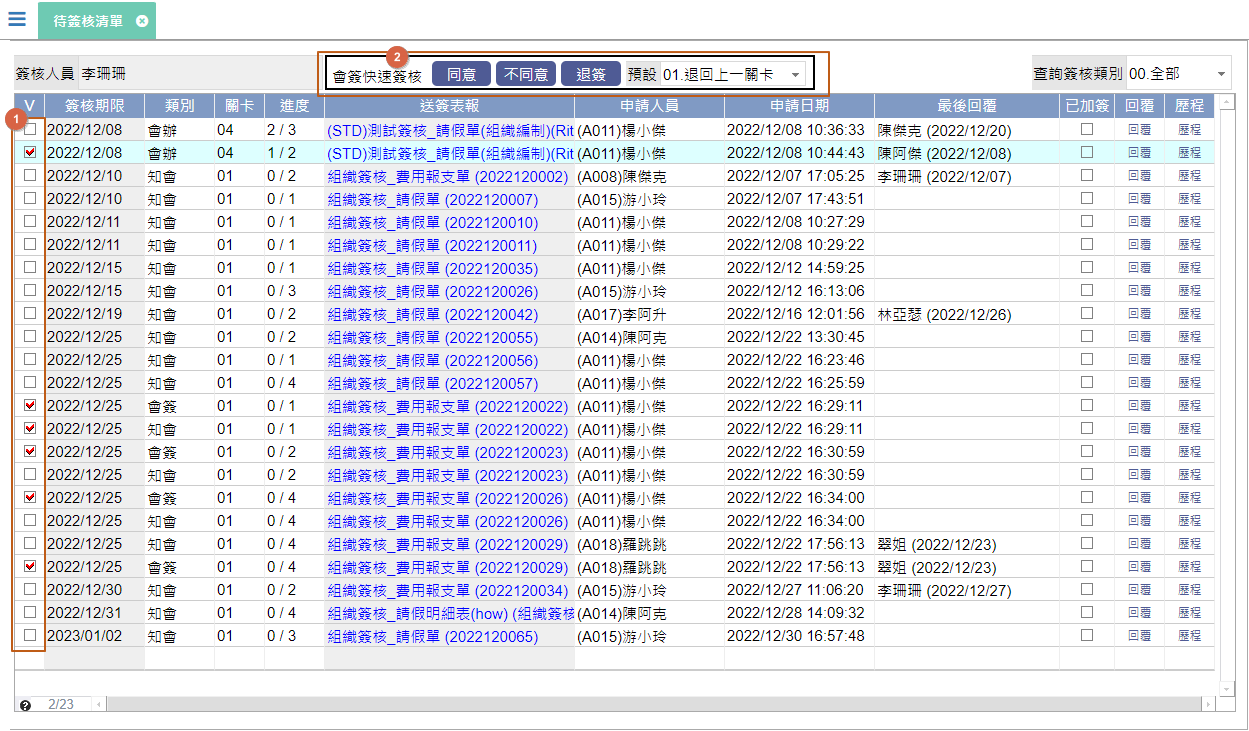 待簽核清單
簽核人員 李珊珊 2 會簽快速簽核 同意 不同意 退簽 預設 01.退回上一關卡 查詢簽核類別 00.全部
1
V 簽核期限 類別 關卡 進度 送簽表報 申請人員 申請日期 最後回覆 已加簽 回覆 歷程
2022/12/08 會辦 04 2 / 3 (STD)測試簽核_請假單(組織編制)(Rit (A011)楊小傑 2022/12/08 10:36:33 陳傑克 (2022/12/20) 回覆 歷程
2022/12/08 會辦 04 1 / 2 (STD)測試簽核_請假單(組織編制)(Rit (A011)楊小傑 2022/12/08 10:44:43 陳阿傑 (2022/12/08) 回覆 歷程
2022/12/10 知會 01 0 / 2 組織簽核_費用報支單 (2022120002) (A008)陳傑克 2022/12/07 17:05:25 李珊珊 (2022/12/07) 回覆 歷程
2022/12/10 知會 01 0 / 1 組織簽核_請假單 (2022120007) (A015)游小玲 2022/12/07 17:43:51 回覆 歷程
2022/12/11 知會 01 0 / 1 組織簽核_請假單 (2022120010) (A011)楊小傑 2022/12/08 10:27:29 回覆 歷程
2022/12/11 知會 01 0 / 1 組織簽核_請假單 (2022120011) (A011)楊小傑 2022/12/08 10:29:22 回覆 歷程
2022/12/15 知會 01 0 / 1 組織簽核_請假單 (2022120035) (A011)楊小傑 2022/12/12 14:59:25 回覆 歷程
2022/12/15 知會 01 0 / 3 組織簽核_請假單 (2022120026) (A015)游小玲 2022/12/12 16:13:06 回覆 歷程
2022/12/19 知會 01 0 / 2 組織簽核_請假單 (2022120042) (A017)李阿升 2022/12/16 12:01:56 林亞瑟 (2022/12/26) 回覆 歷程
2022/12/25 知會 01 0 / 2 組織簽核_請假單 (2022120055) (A014)陳阿克 2022/12/22 13:30:45 回覆 歷程
2022/12/25 知會 01 0 / 1 組織簽核_請假單 (2022120056) (A011)楊小傑 2022/12/22 16:23:46 回覆 歷程
2022/12/25 知會 01 0 / 4 組織簽核_請假單 (2022120057) (A011)楊小傑 2022/12/22 16:25:59 回覆 歷程
2022/12/25 會簽 01 0 / 1 組織簽核_費用報支單 (2022120022) (A011)楊小傑 2022/12/22 16:29:11 回覆 歷程
2022/12/25 知會 01 0 / 1 組織簽核_費用報支單 (2022120022) (A011)楊小傑 2022/12/22 16:29:11 回覆 歷程
2022/12/25 會簽 01 0 / 2 組織簽核_費用報支單 (2022120023) (A011)楊小傑 2022/12/22 16:30:59 回覆 歷程
2022/12/25 知會 01 0 / 2 組織簽核_費用報支單 (2022120023) (A011)楊小傑 2022/12/22 16:30:59 回覆 歷程
2022/12/25 會簽 01 0 / 4 組織簽核_費用報支單 (2022120026) (A011)楊小傑 2022/12/22 16:34:00 回覆 歷程
2022/12/25 知會 01 0 / 4 組織簽核_費用報支單 (2022120026) (A011)楊小傑 2022/12/22 16:34:00 回覆 歷程
2022/12/25 知會 01 0 / 4 組織簽核_費用報支單 (2022120029) (A018)羅跳跳 2022/12/22 17:56:13 翠姐 (2022/12/23) 回覆 歷程
2022/12/25 會簽 01 0 / 4 組織簽核_費用報支單 (2022120029) (A018)羅跳跳 2022/12/22 17:56:13 翠姐 (2022/12/23) 回覆 歷程
2022/12/30 知會 01 0 / 2 組織簽核_費用報支單 (2022120034) (A015)游小玲 2022/12/27 11:06:20 李珊珊 (2022/12/27) 回覆 歷程
2022/12/31 知會 01 0 / 4 組織簽核_請假明細表(how) (組織簽核 (A014)陳阿克 2022/12/28 14:09:32 回覆 歷程
2023/01/02 知會 01 0 / 3 組織簽核_請假單 (2022120065) (A015)游小玲 2022/12/30 16:57:48 回覆 歷程
2/23